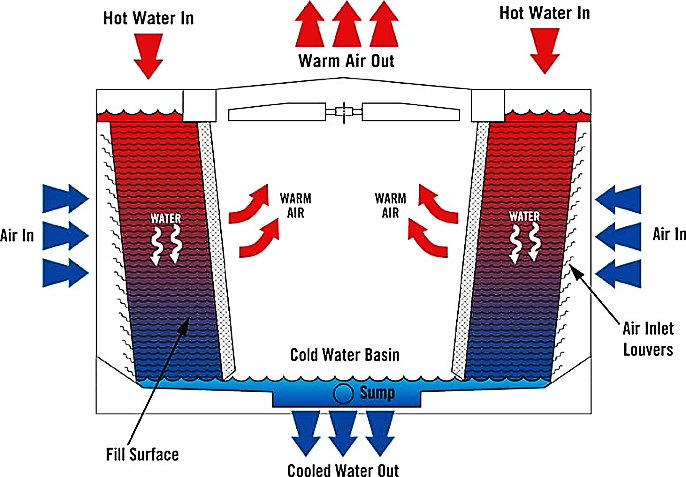 Hot Water In
Hot Water In
Warm Air Out
WATER
WARM
AIR
WARM
AIR
WATER
Air In
Air In
Air Inlet
Louvers
Cold Water Basin
Sump
Fill Surface
Cooled Water Out